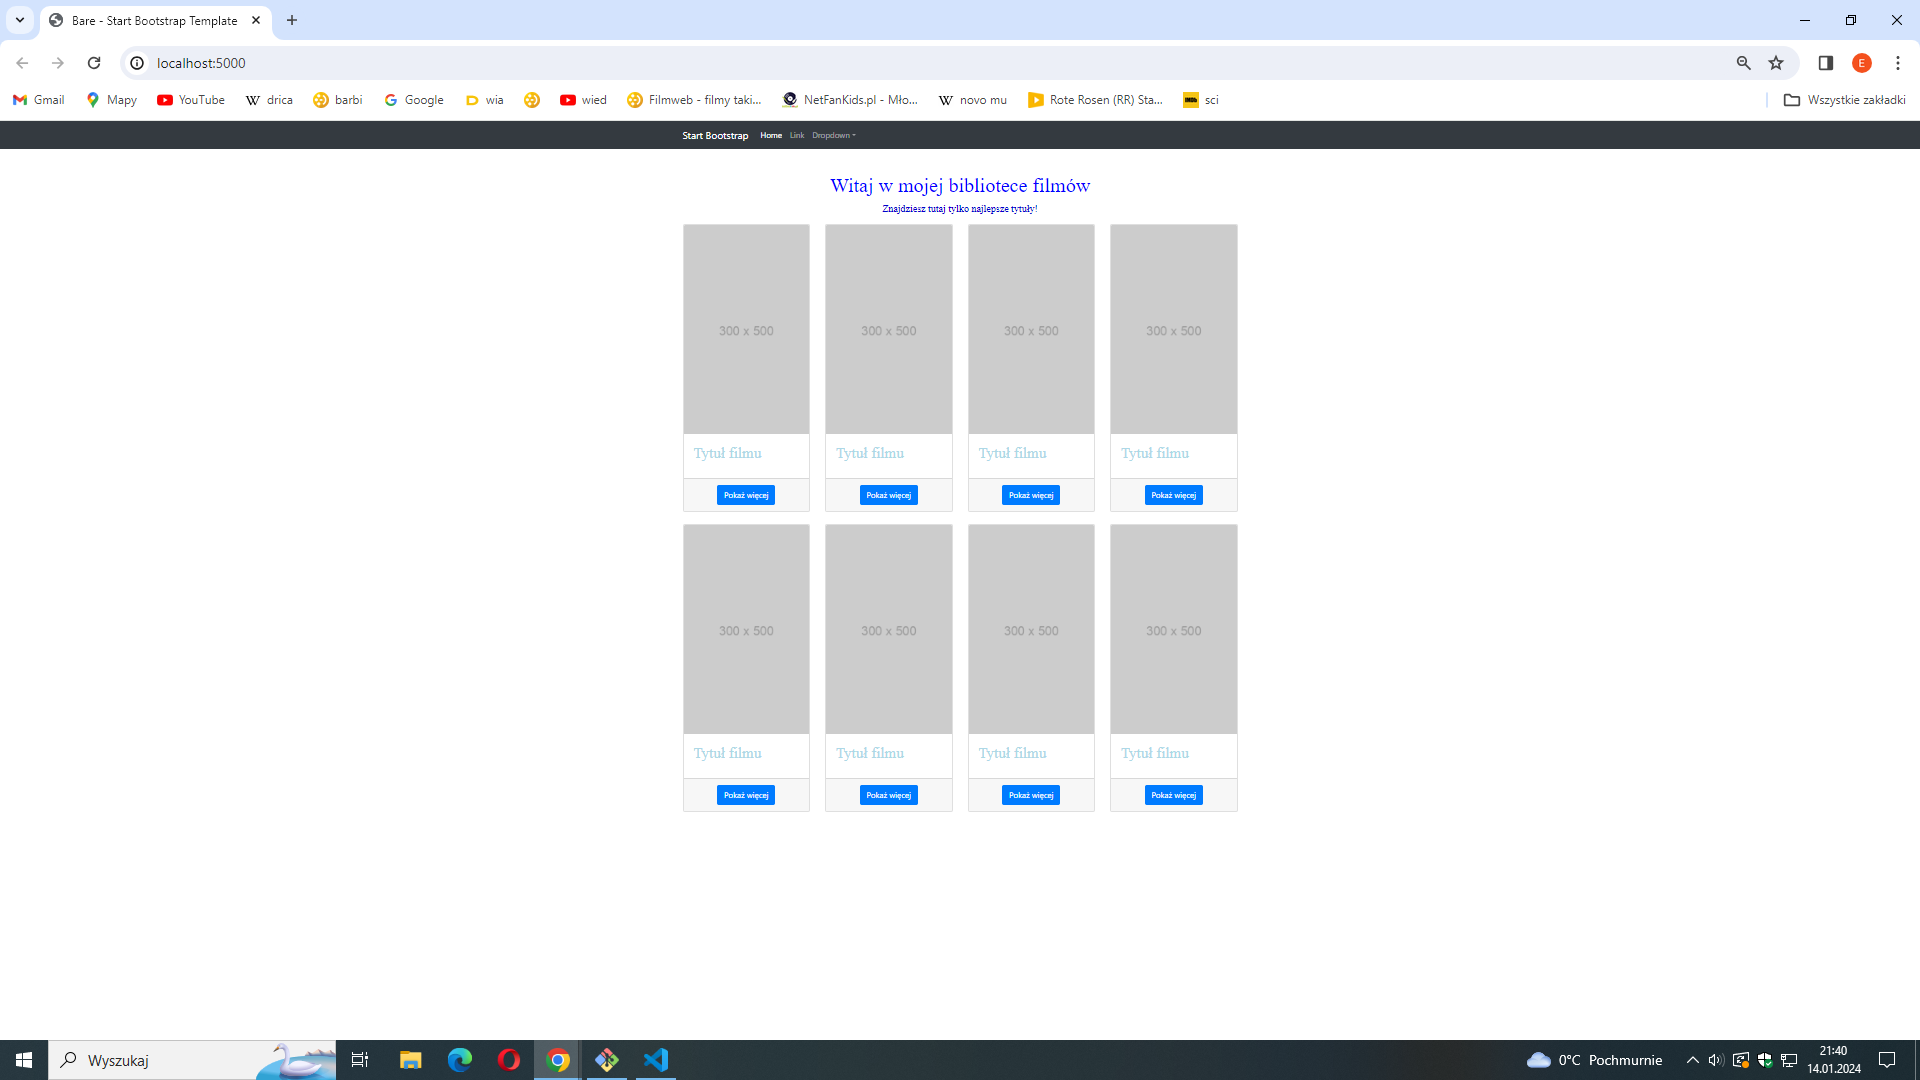 Bare - Start Bootstrap Template
localhost:5000
E
Gmail Mapy YouTube drica barbi Google wia wied Filmweb - filmy taki... NetFanKids.pl - Mło... novo mu Rote Rosen (RR) Sta... sci Wszystkie zakładki
Start Bootstrap Home Link Dropdown
Witaj w mojej bibliotece filmów
Znajdziesz tutaj tylko najlepsze tytuły!
300 x 500 300 x 500 300 x 500 300 x 500
Tytuł filmu Tytuł filmu Tytuł filmu Tytuł filmu
Pokaż więcej Pokaż więcej Pokaż więcej Pokaż więcej
300 x 500 300 x 500 300 x 500 300 x 500
Tytuł filmu Tytuł filmu Tytuł filmu Tytuł filmu
Pokaż więcej Pokaż więcej Pokaż więcej Pokaż więcej
Wyszukaj
0°C Pochmurnie
21:40
14.01.2024